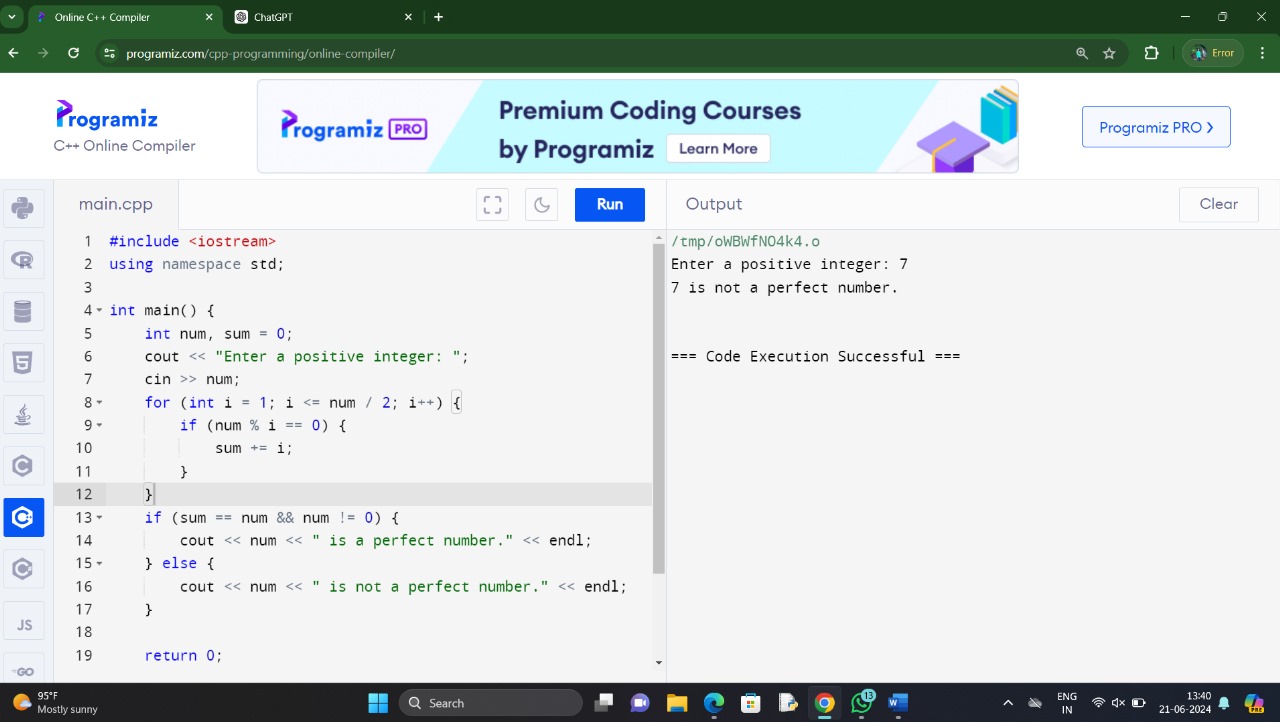 Online C++ Compiler
ChatGPT
programiz.com/cpp-programming/online-compiler/
Error
Programiz
C++ Online Compiler
Programiz PRO
Premium Coding Courses
by Programiz
Learn More
Programiz PRO
main.cpp
Run
Output
Clear
1 #include <iostream>
2 using namespace std;
3
4 int main() {
5 int num, sum = 0;
6 cout << "Enter a positive integer: ";
7 cin >> num;
8 for (int i = 1; i <= num / 2; i++) {
9 if (num % i == 0) {
10 sum += i;
11 }
12 }
13 if (sum == num && num != 0) {
14 cout << num << " is a perfect number." << endl;
15 } else {
16 cout << num << " is not a perfect number." << endl;
17 }
18
19 return 0;
/tmp/oWBWfNO4k4.o
Enter a positive integer: 7
7 is not a perfect number.
=== Code Execution Successful ===
R
5
C
JS
GO
95°F
Mostly sunny
Search
13
W
ENG
IN
13:40
21-06-2024
PRE